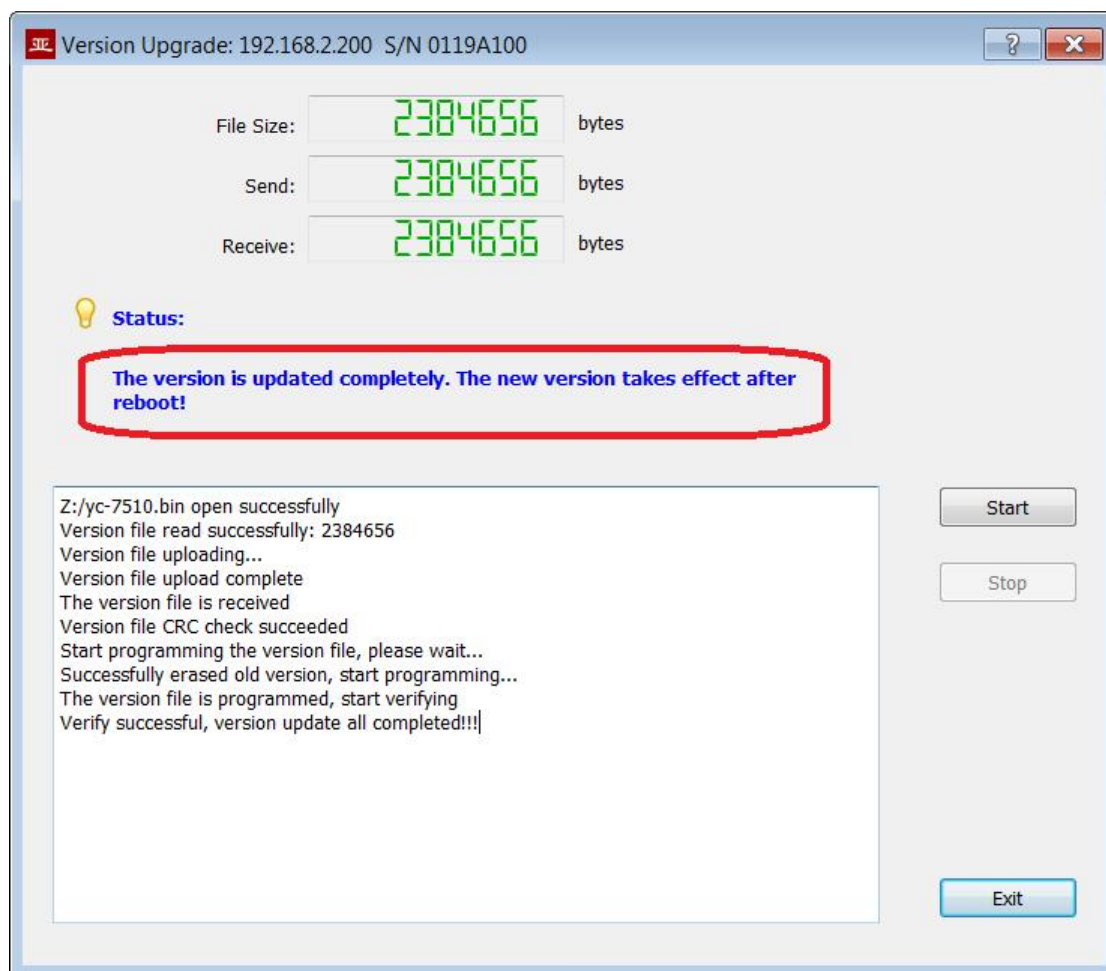 Version Upgrade: 192.168.2.200 S/N 0119A100
File Size: 2384656 bytes
Send: 2384656 bytes
Receive: 2384656 bytes
Status:
The version is updated completely. The new version takes effect after
reboot!
Z:/yc-7510.bin open successfully
Version file read successfully: 2384656
Version file uploading...
Version file upload complete
The version file is received
Version file CRC check succeeded
Start programming the version file, please wait...
Successfully erased old version, start programming...
The version file is programmed, start verifying
Verify successful, version update all completed!!!
Start
Stop
Exit